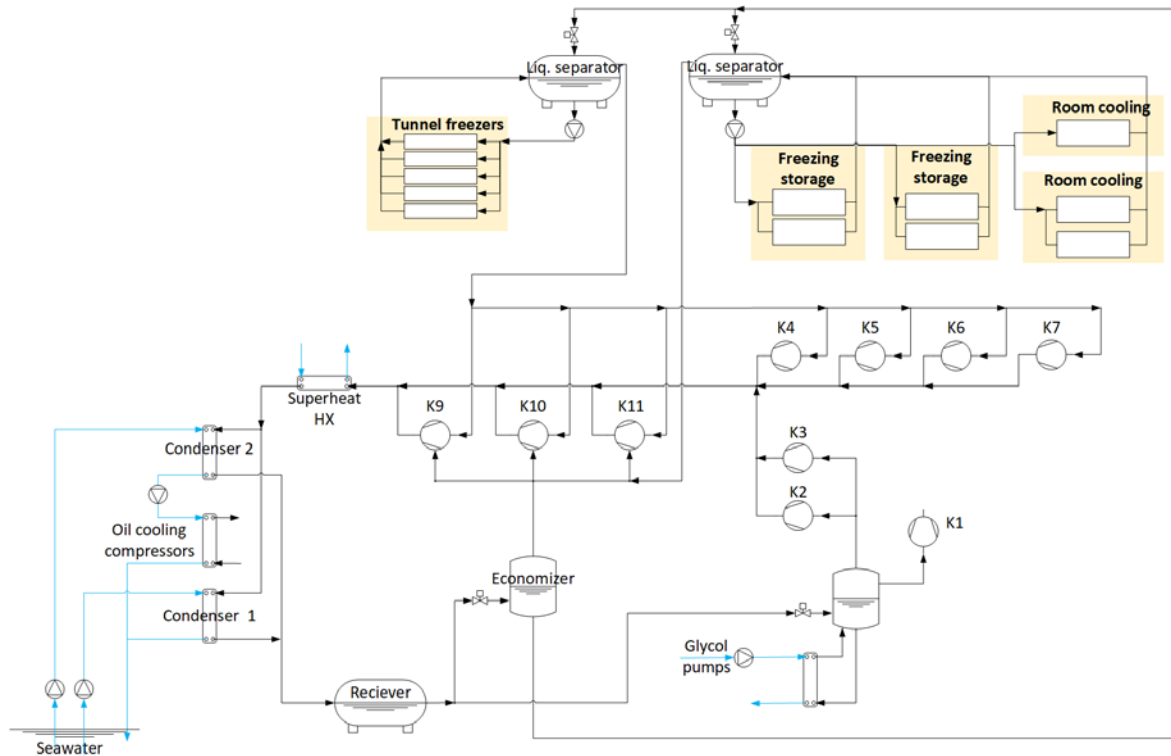 Liq. separator
Liq. separator
Tunnel freezers
Room cooling
Freezing
storage
Freezing
storage
Room cooling
K4
K5
K6
K7
Superheat
HX
K9
K10
K11
Condenser 2
K3
K2
K1
Oil cooling
compressors
Economizer
Condenser 1
Glycol
pumps
Reciever
Seawater